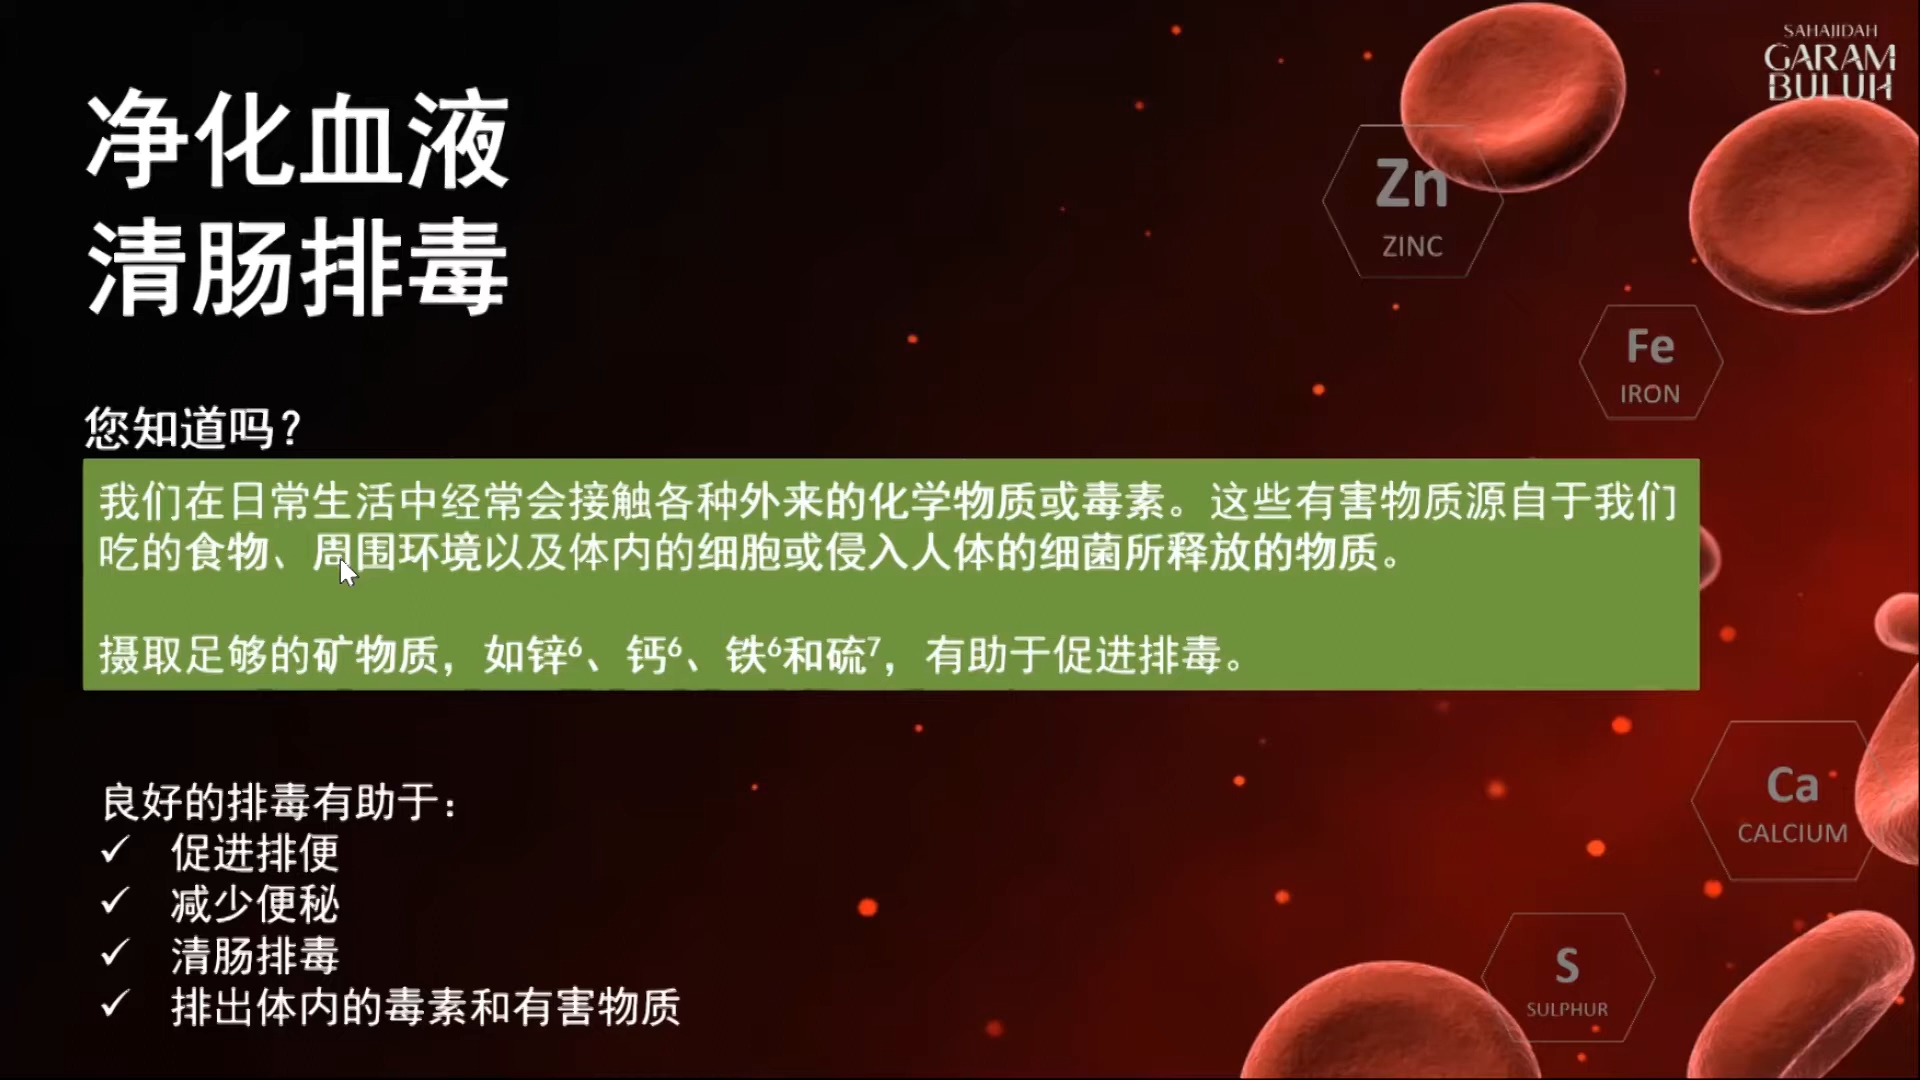 SAHAJIDAH
GARAM
BULUH
净化血液
清肠排毒
Zn
ZINC
Fe
IRON
您知道吗？
我们在日常生活中经常会接触各种外来的化学物质或毒素。这些有害物质源自于我们
吃的食物、周围环境以及体内的细胞或侵入人体的细菌所释放的物质。
摄取足够的矿物质，如锌⁶、钙⁶、铁⁶和硫⁷，有助于促进排毒。
Ca
CALCIUM
良好的排毒有助于：
✓ 促进排便
✓ 减少便秘
✓ 清肠排毒
✓ 排出体内的毒素和有害物质
S
SULPHUR